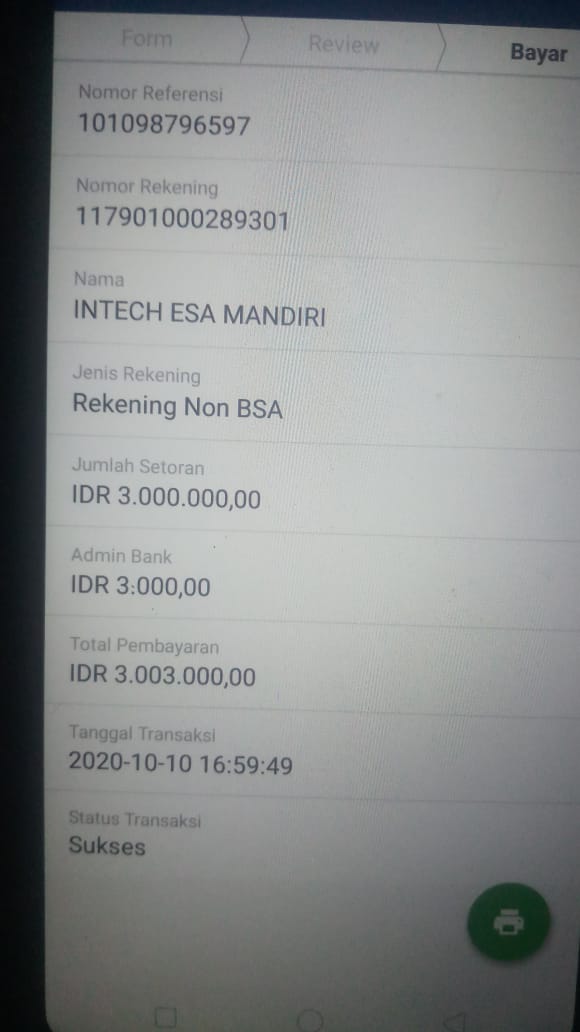 Form Review Bayar
Nomor Referensi
101098796597
Nomor Rekening
117901000289301
Nama
INTECH ESA MANDIRI
Jenis Rekening
Rekening Non BSA
Jumlah Setoran
IDR 3.000.000,00
Admin Bank
IDR 3.000,00
Total Pembayaran
IDR 3.003.000,00
Tanggal Transaksi
2020-10-10 16:59:49
Status Transaksi
Sukses